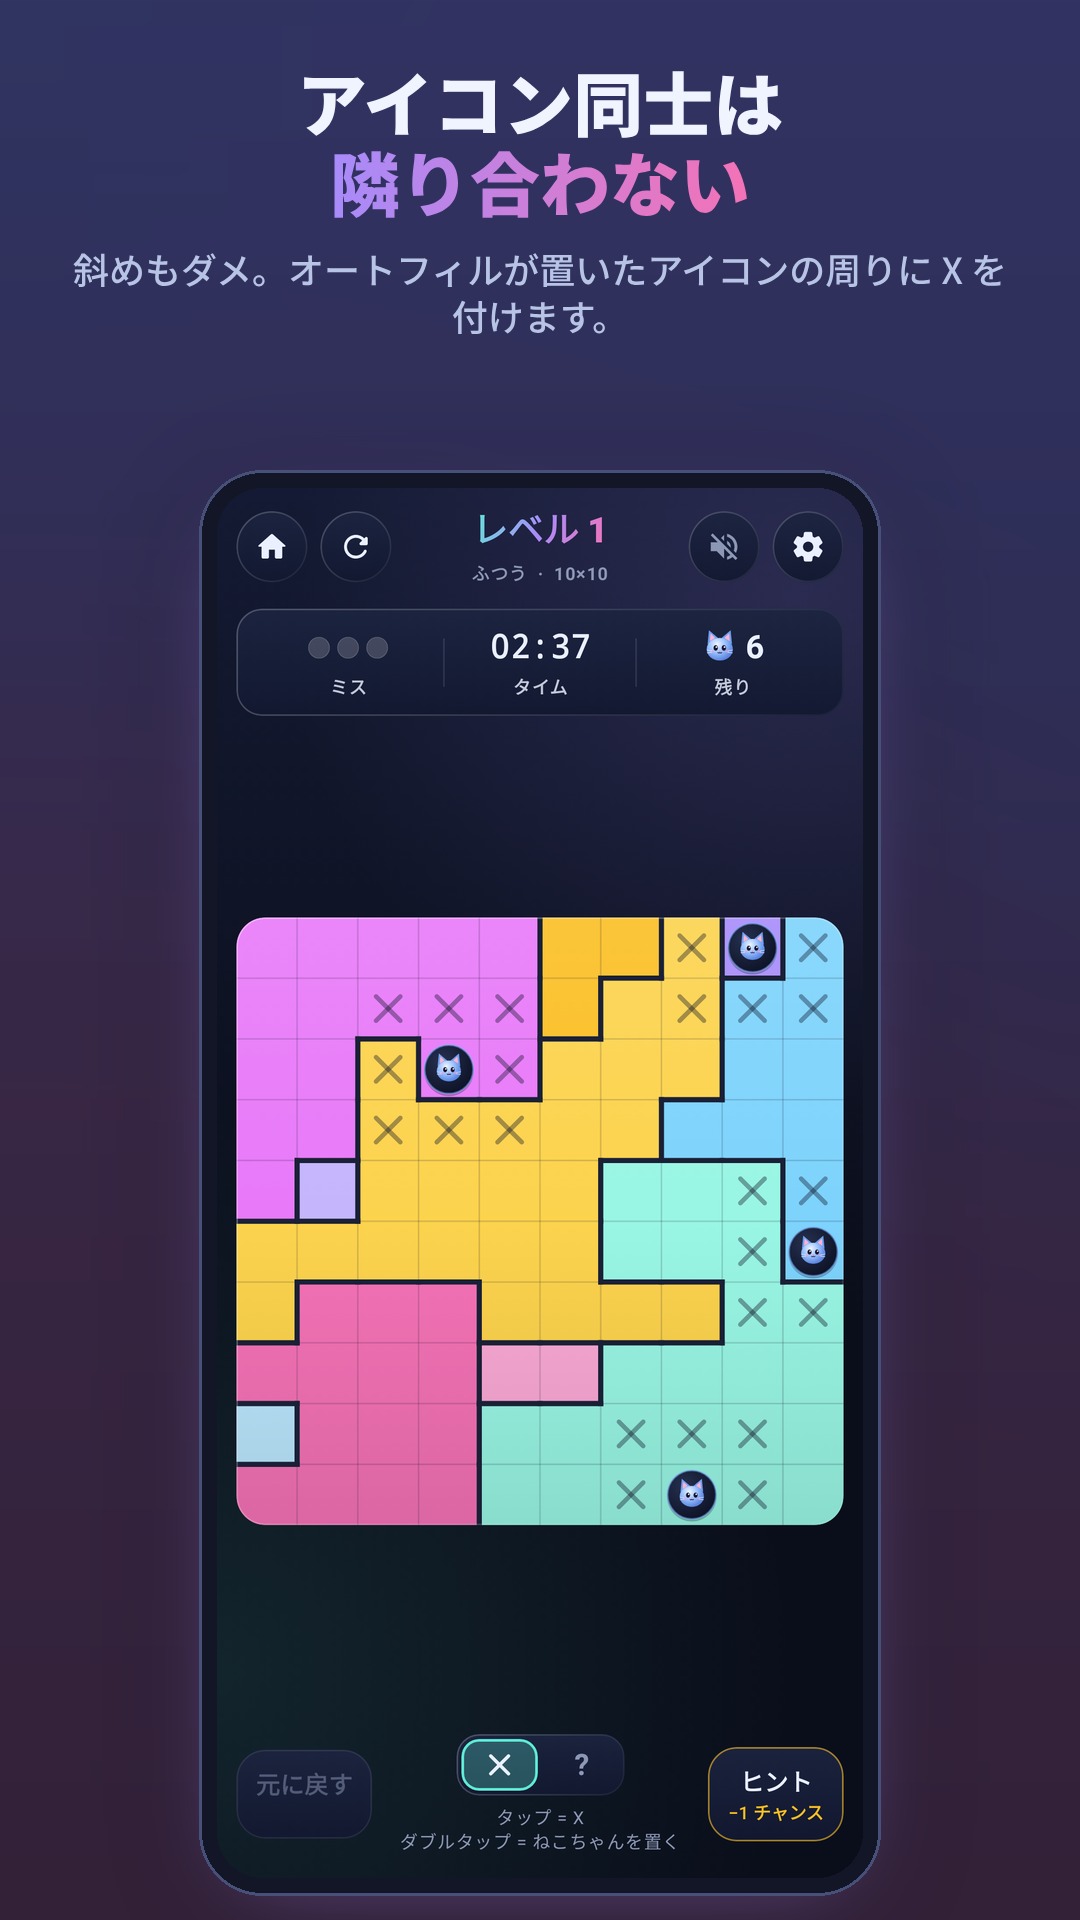 アイコン同士は
隣り合わない
斜めもダメ。オートフィルが置いたアイコンの周りに X を
付けます。
レベル 1
ふつう · 10×10
02:37
6
ミス
タイム
残り
元に戻す
?
ヒント
−1 チャンス
タップ = X
ダブルタップ = ねこちゃんを置く